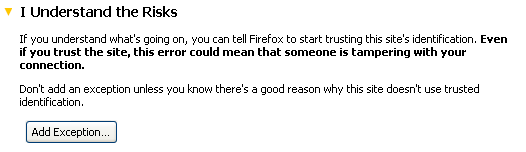 I Understand the Risks
If you understand what's going on, you can tell Firefox to start trusting this site's identification. Even
if you trust the site, this error could mean that someone is tampering with your
connection.
Don't add an exception unless you know there's a good reason why this site doesn't use trusted
identification.
Add Exception...